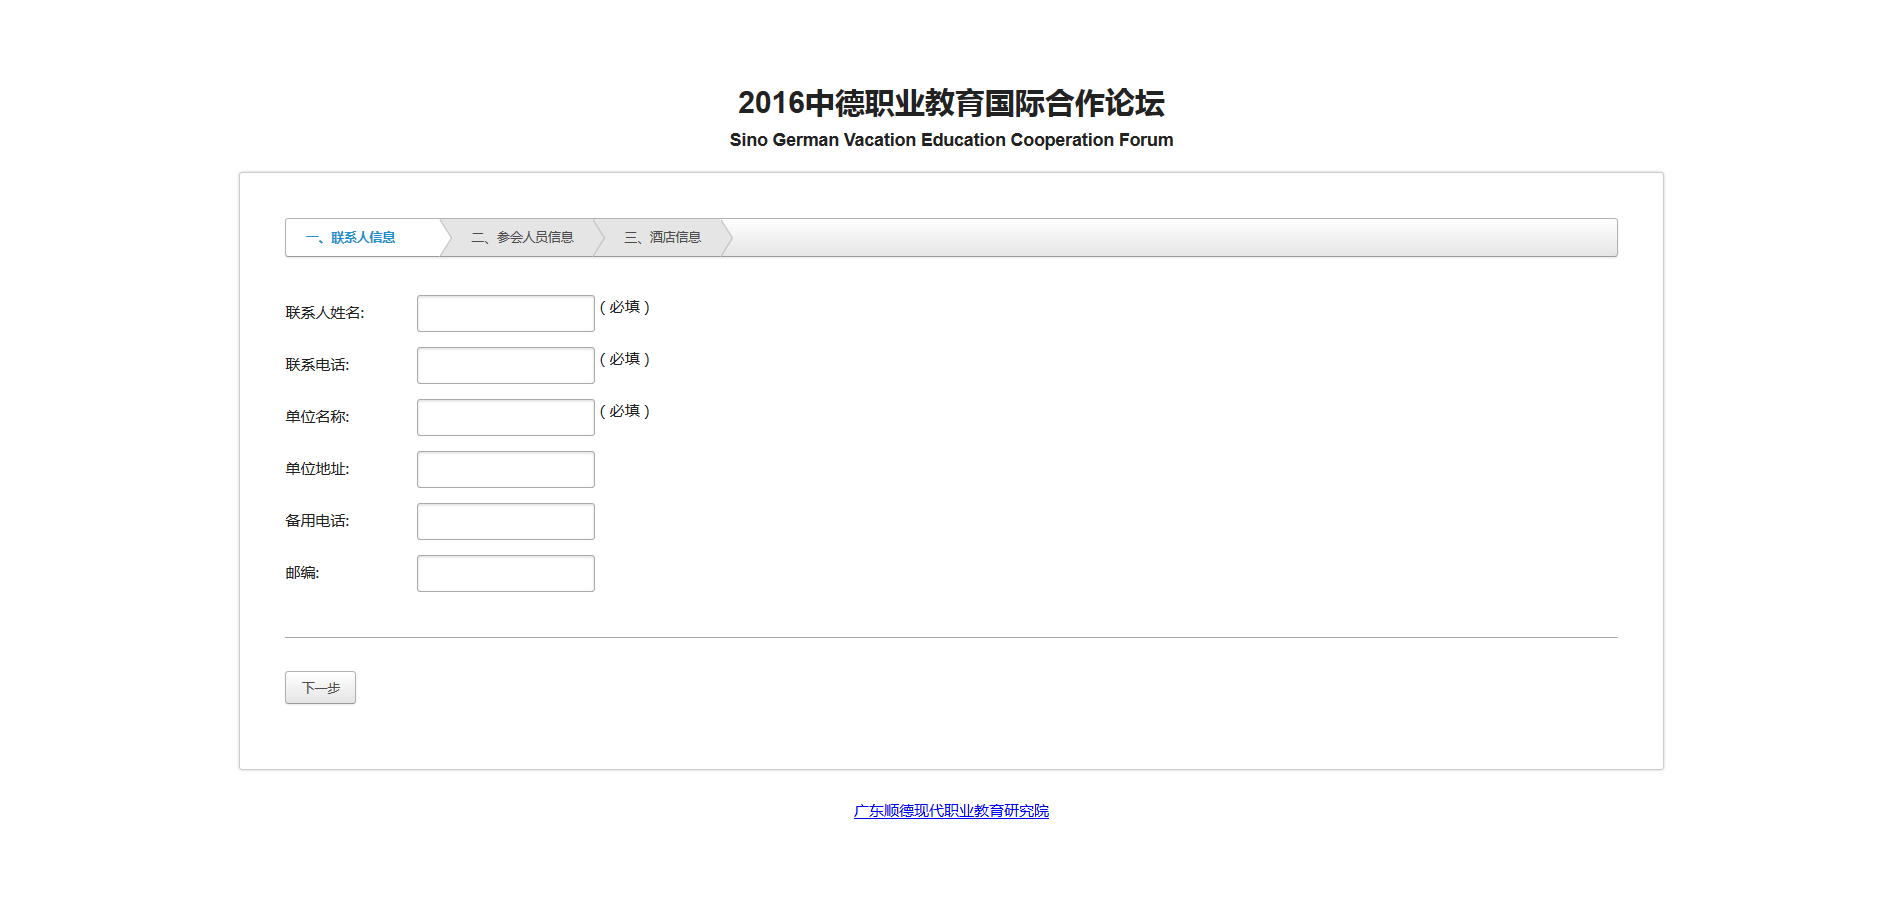 2016中德职业教育国际合作论坛
Sino German Vacation Education Cooperation Forum
一、联系人信息 二、参会人员信息 三、酒店信息
联系人姓名: ( 必填 )
联系电话: ( 必填 )
单位名称: ( 必填 )
单位地址:
备用电话:
邮编:
下一步
广东顺德现代职业教育研究院